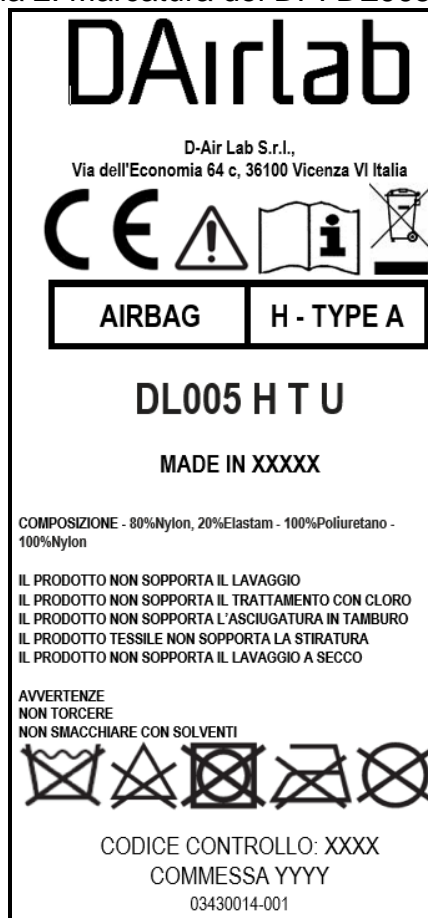 DAirlab
D-Air Lab S.r.l.,
Via dell'Economia 64 c, 36100 Vicenza VI Italia
CE
AIRBAG H - TYPE A
DL005 H T U
MADE IN XXXXX
COMPOSIZIONE - 80%Nylon, 20%Elastam - 100%Poliuretano -
100%Nylon
IL PRODOTTO NON SOPPORTA IL LAVAGGIO
IL PRODOTTO NON SOPPORTA IL TRATTAMENTO CON CLORO
IL PRODOTTO NON SOPPORTA L'ASCIUGATURA IN TAMBURO
IL PRODOTTO TESSILE NON SOPPORTA LA STIRATURA
IL PRODOTTO NON SOPPORTA IL LAVAGGIO A SECCO
AVVERTENZE
NON TORCERE
NON SMACCHIARE CON SOLVENTI
CODICE CONTROLLO: XXXX
COMMESSA YYYY
03430014-001